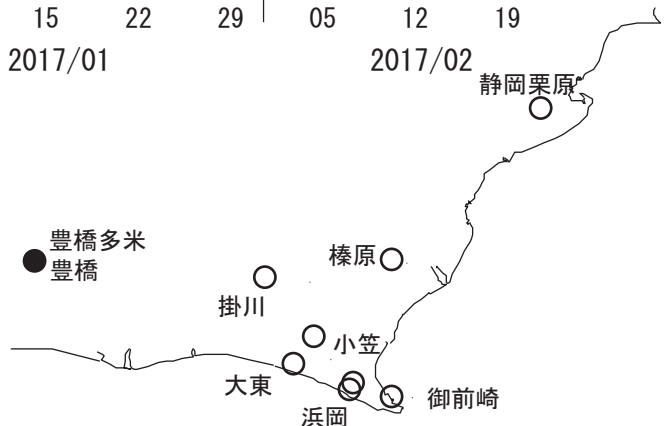 15 22 29 05 12 19
2017/01 2017/02
静岡栗原
豊橋多米
豊橋
榛原
掛川
小笠
大東
御前崎
浜岡